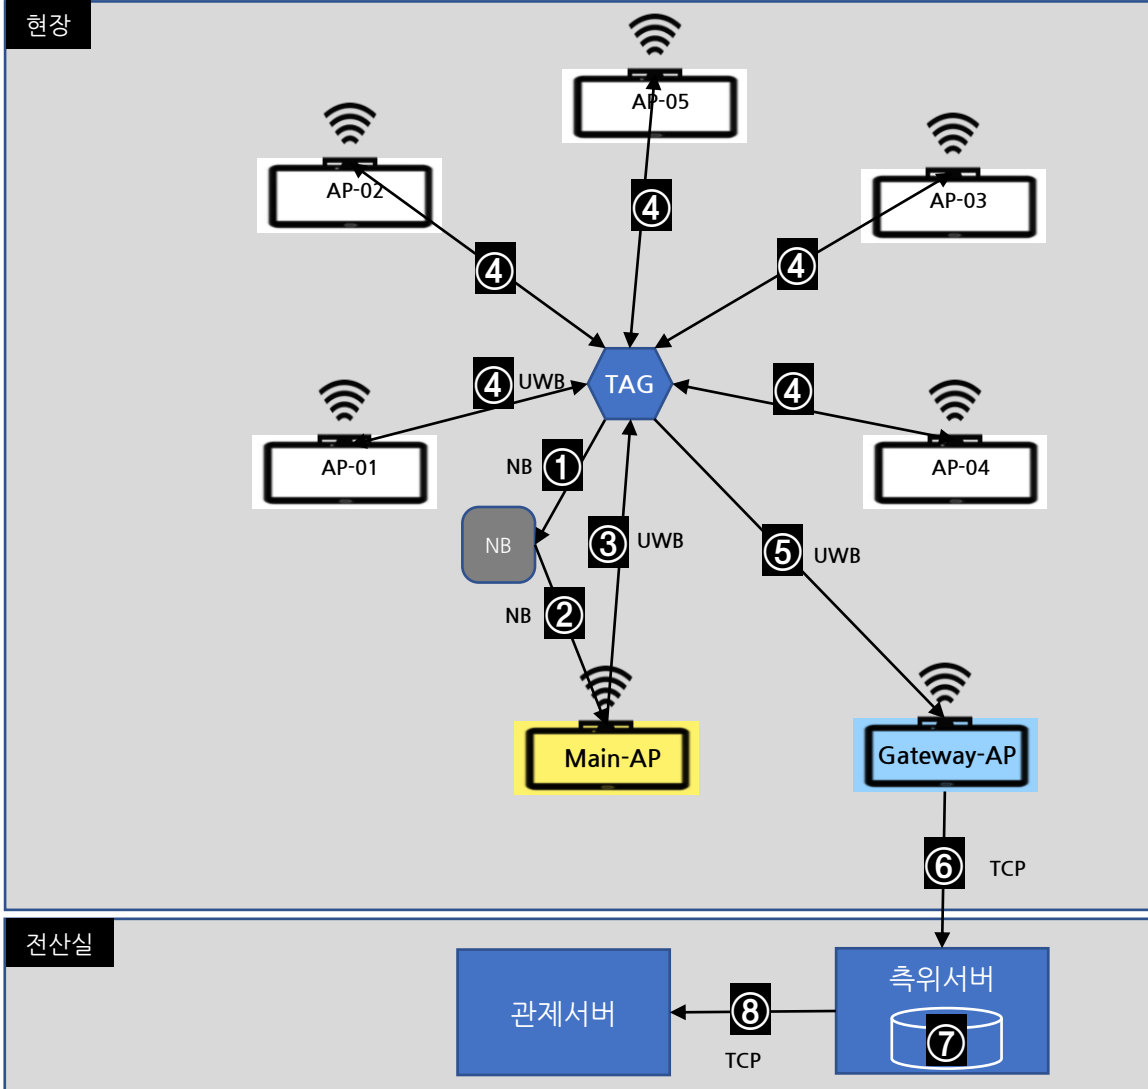 현장
AP-05
AP-02
AP-03
④
④
④
④ UWB
TAG
④
AP-01
AP-04
NB ①
NB
③ UWB
⑤ UWB
NB ②
Main-AP
Gateway-AP
⑥ TCP
전산실
관제서버
⑧
TCP
측위서버
⑦